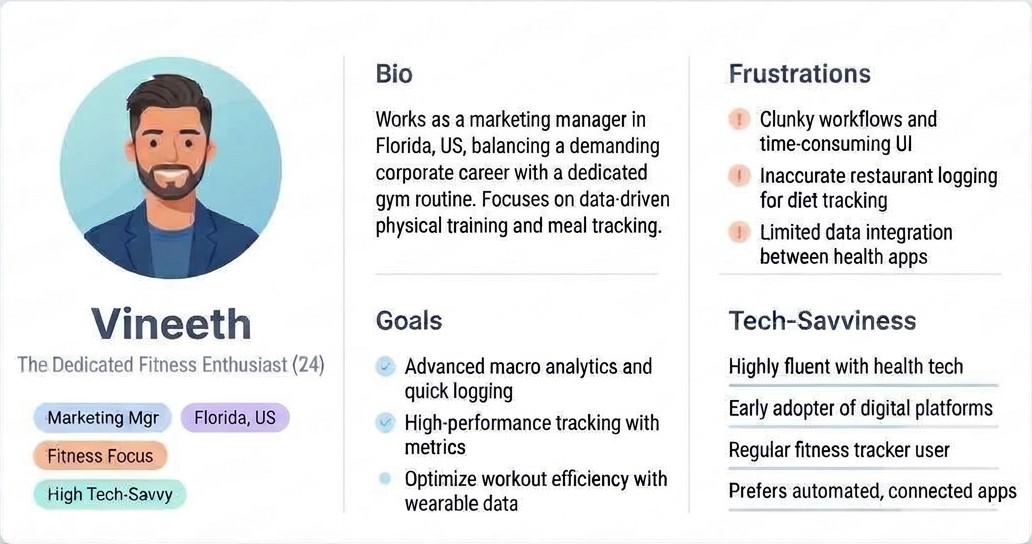 Vineeth
The Dedicated Fitness Enthusiast (24)
Marketing Mgr
Florida, US
Fitness Focus
High Tech-Savvy
Bio
Works as a marketing manager in
Florida, US, balancing a demanding
corporate career with a dedicated
gym routine. Focuses on data-driven
physical training and meal tracking.
Goals
Advanced macro analytics and
quick logging
High-performance tracking with
metrics
Optimize workout efficiency with
wearable data
Frustrations
! Clunky workflows and
time-consuming UI
! Inaccurate restaurant logging
for diet tracking
! Limited data integration
between health apps
Tech-Savviness
Highly fluent with health tech
Early adopter of digital platforms
Regular fitness tracker user
Prefers automated, connected apps